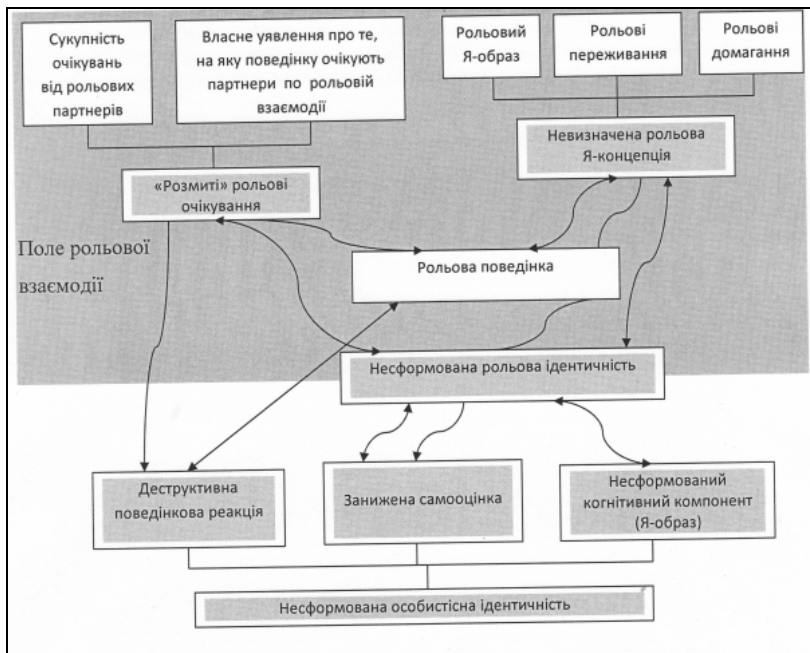 Сукупність
очікувань
від рольових
партнерів
Власне уявлення про те,
на яку поведінку очікують
партнери по рольовій
взаємодії
Рольовий
Я-образ
Рольові
переживання
Рольові
домагання
Невизначена рольова
Я-концепція
«Розмиті» рольові
очікування
Поле рольової
взаємодії
Рольова поведінка
Несформована рольова ідентичність
Деструктивна
поведінкова реакція
Занижена самооцінка
Несформований
когнітивний компонент
(Я-образ)
Несформована особистісна ідентичність